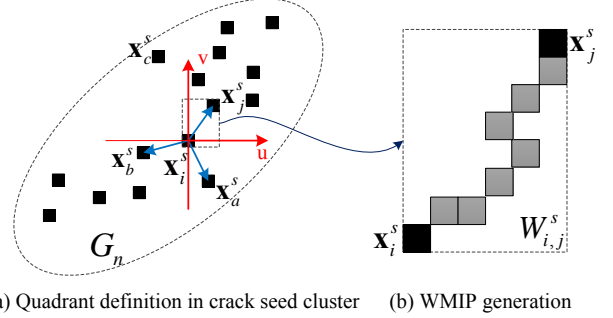 x_c^s
v
x_j^s
x_j^s
x_b^s
x_i^s
u
x_a^s
W_{i,j}^s
x_i^s
G_n
a) Quadrant definition in crack seed cluster
(b) WMIP generation